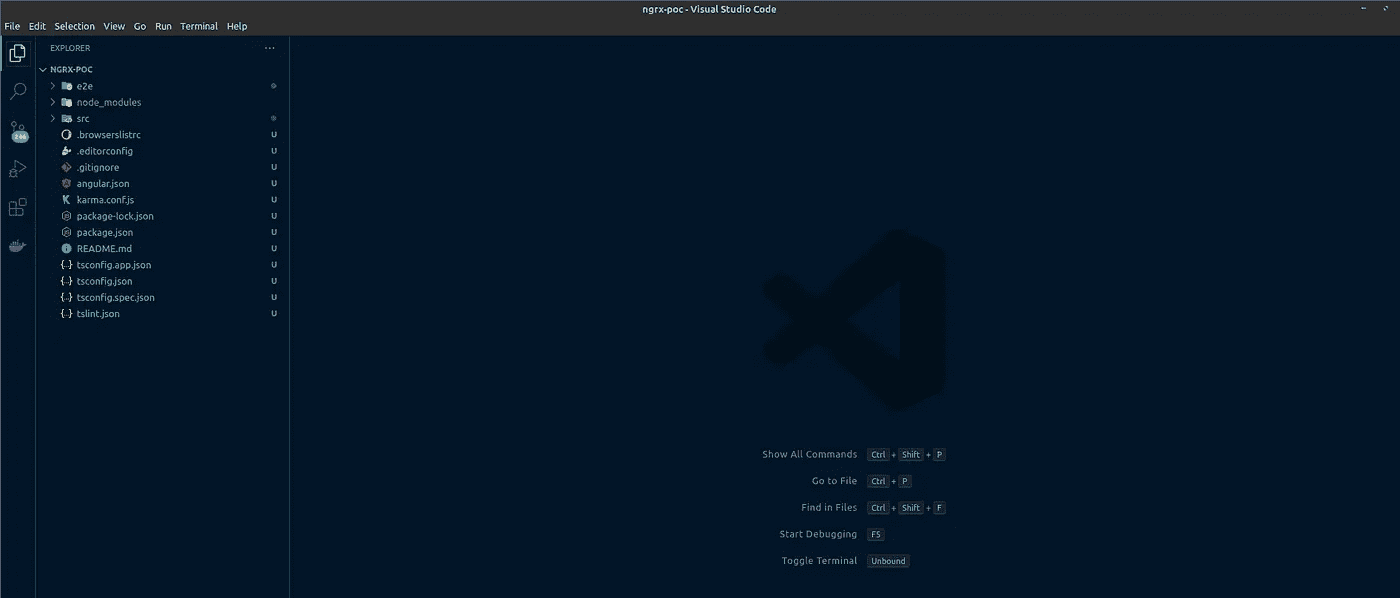 ngrx-poc - Visual Studio Code
File Edit Selection View Go Run Terminal Help
EXPLORER ...
NGRX-POC
e2e
node_modules
src
.browserslistrc U
.editorconfig U
.gitignore U
angular.json U
karma.conf.js U
package-lock.json U
package.json U
README.md U
{..} tsconfig.app.json U
{..} tsconfig.json U
{..} tsconfig.spec.json U
{..} tslint.json U
246
Show All Commands Ctrl + Shift + P
Go to File Ctrl + P
Find in Files Ctrl + Shift + F
Start Debugging F5
Toggle Terminal Unbound